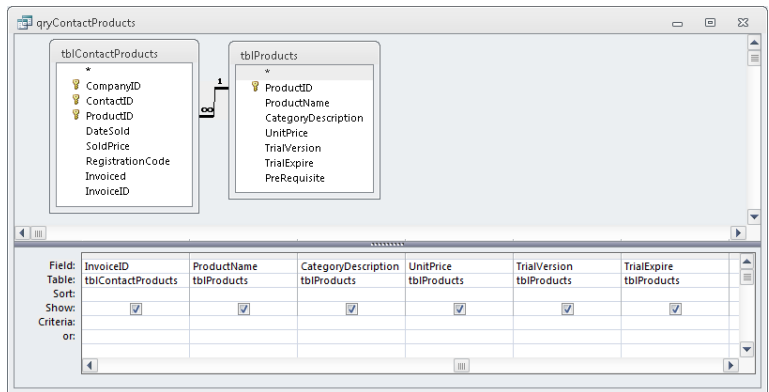 qryContactProducts
tblContactProducts
*
CompanyID
ContactID
ProductID
DateSold
SoldPrice
RegistrationCode
Invoiced
InvoiceID
1
∞
tblProducts
*
ProductID
ProductName
CategoryDescription
UnitPrice
TrialVersion
TrialExpire
PreRequisite
Field: InvoiceID ProductName CategoryDescription UnitPrice TrialVersion TrialExpire
Table: tblContactProducts tblProducts tblProducts tblProducts tblProducts tblProducts
Sort:
Show:
Criteria:
or: